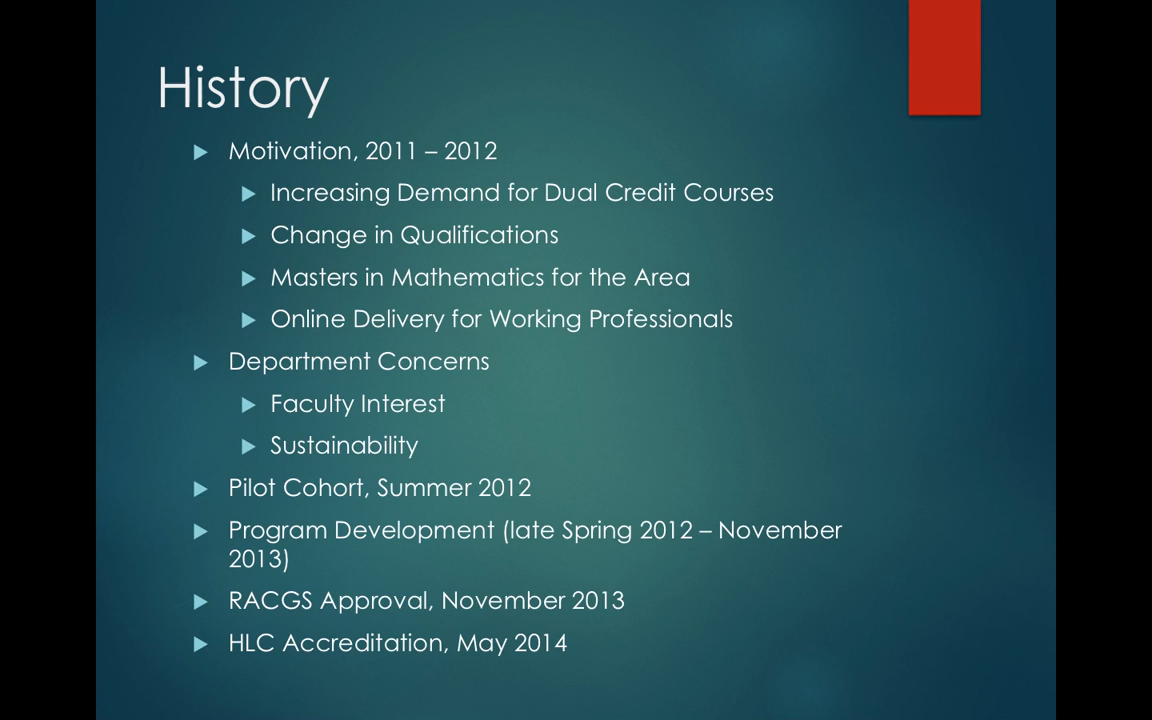 History
Motivation, 2011 – 2012
Increasing Demand for Dual Credit Courses
Change in Qualifications
Masters in Mathematics for the Area
Online Delivery for Working Professionals
Department Concerns
Faculty Interest
Sustainability
Pilot Cohort, Summer 2012
Program Development (late Spring 2012 – November
2013)
RACGS Approval, November 2013
HLC Accreditation, May 2014